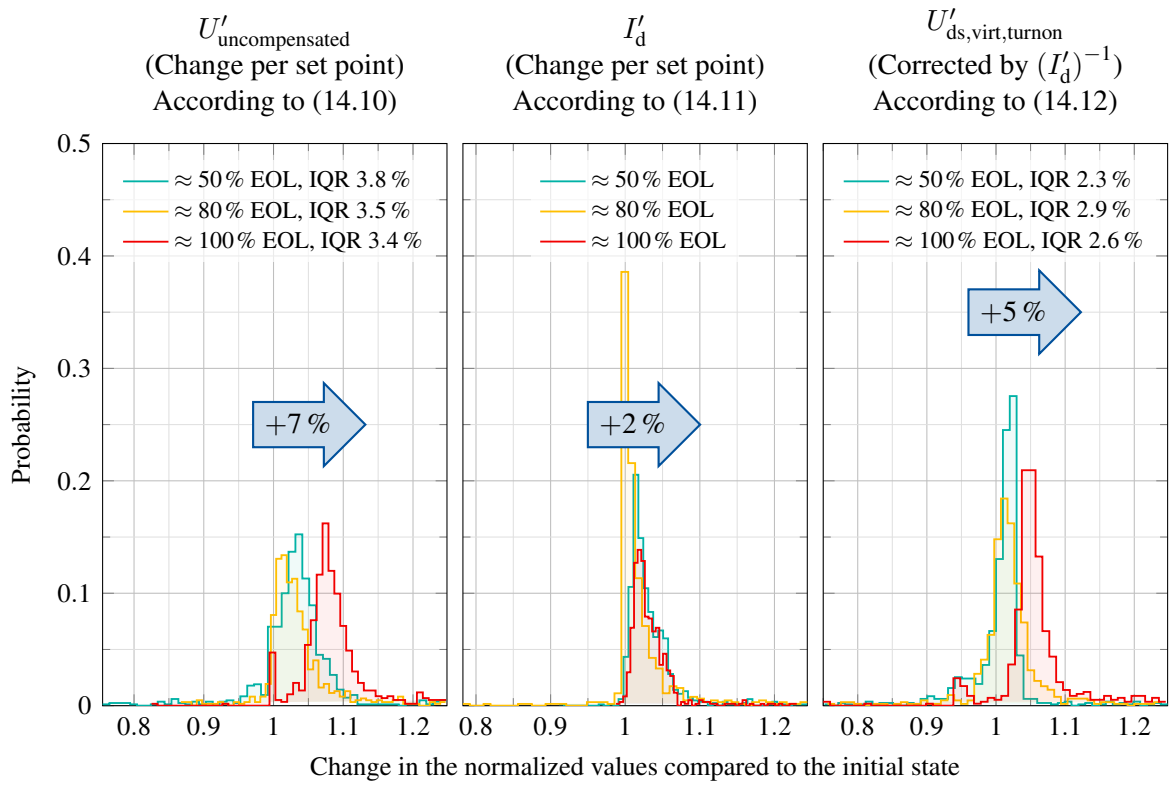 U′uncompensated
(Change per set point)
According to (14.10)
I′d
(Change per set point)
According to (14.11)
U′ds,virt,turnon
(Corrected by (I′d)−1)
According to (14.12)
Probability
0.5
0.4
0.3
0.2
0.1
0
≈ 50 % EOL, IQR 3.8 %
≈ 80 % EOL, IQR 3.5 %
≈ 100 % EOL, IQR 3.4 %
+7 %
0.8 0.9 1 1.1 1.2
≈ 50 % EOL
≈ 80 % EOL
≈ 100 % EOL
+2 %
0.8 0.9 1 1.1 1.2
≈ 50 % EOL, IQR 2.3 %
≈ 80 % EOL, IQR 2.9 %
≈ 100 % EOL, IQR 2.6 %
+5 %
0.8 0.9 1 1.1 1.2
Change in the normalized values compared to the initial state